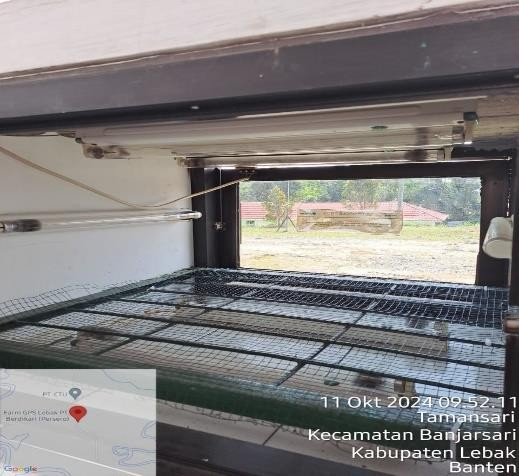 11 Okt 2024 09.52.11
Tamansari
Kecamatan Banjarsari
Kabupaten Lebak
Banten
PT CTU
Farm GPS Lebak PT
Berdikari (Persero)
Google